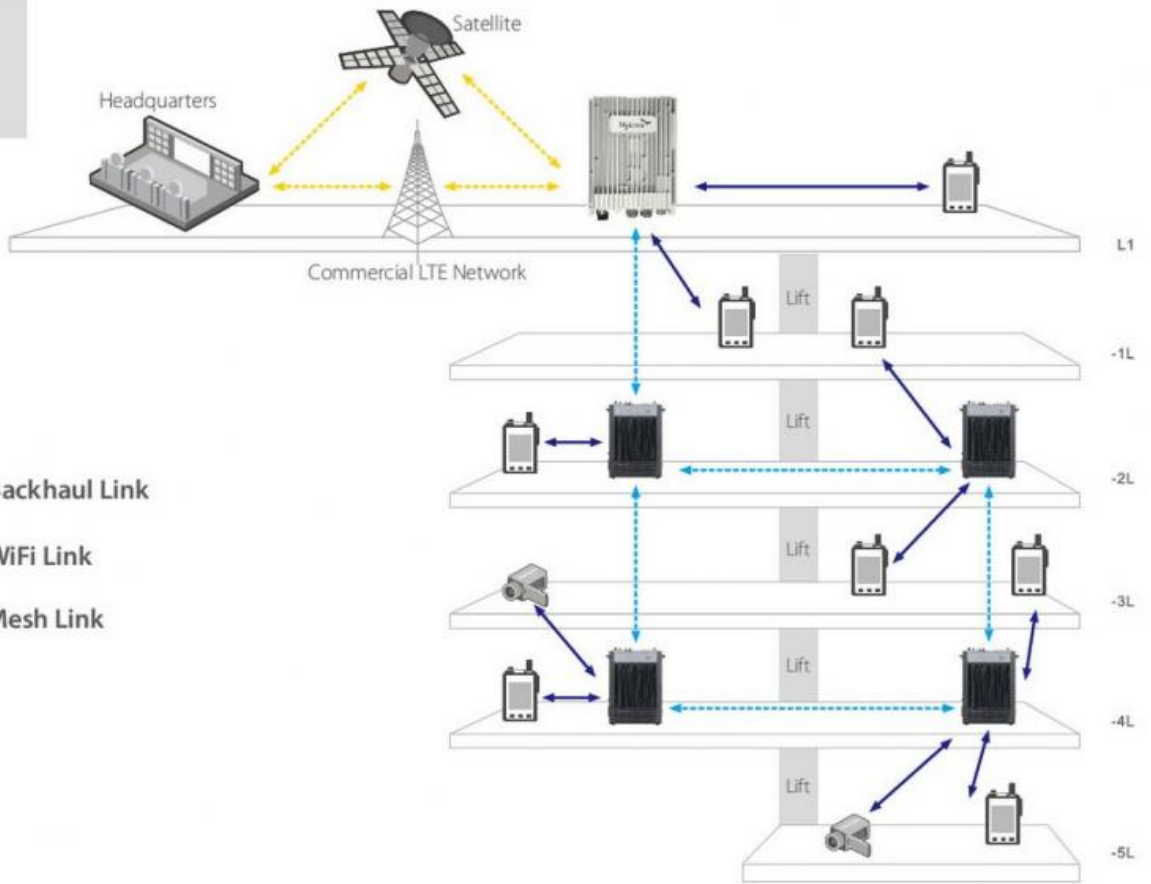 Satellite
Headquarters
L1
Commercial LTE Network
Lift
-1L
Lift
-2L
ackhaul Link
Lift
iFi Link
-3L
esh Link
Lift
-4L
Lift
-5L